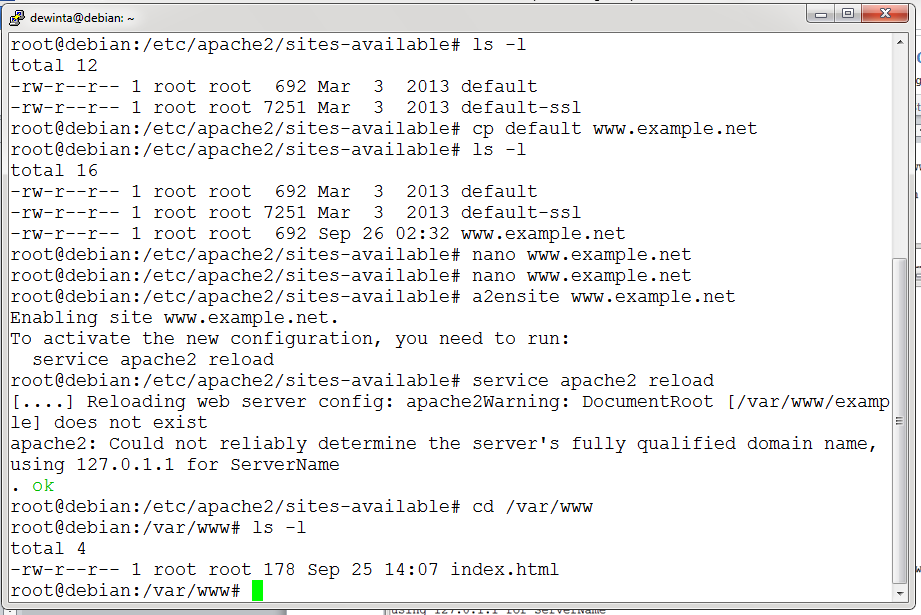 dewinta@debian: ~
root@debian:/etc/apache2/sites-available# ls -l
total 12
-rw-r--r-- 1 root root  692 Mar  3  2013 default
-rw-r--r-- 1 root root 7251 Mar  3  2013 default-ssl
root@debian:/etc/apache2/sites-available# cp default www.example.net
root@debian:/etc/apache2/sites-available# ls -l
total 16
-rw-r--r-- 1 root root  692 Mar  3  2013 default
-rw-r--r-- 1 root root 7251 Mar  3  2013 default-ssl
-rw-r--r-- 1 root root  692 Sep 26 02:32 www.example.net
root@debian:/etc/apache2/sites-available# nano www.example.net
root@debian:/etc/apache2/sites-available# nano www.example.net
root@debian:/etc/apache2/sites-available# a2ensite www.example.net
Enabling site www.example.net.
To activate the new configuration, you need to run:
  service apache2 reload
root@debian:/etc/apache2/sites-available# service apache2 reload
[....] Reloading web server config: apache2Warning: DocumentRoot [/var/www/examp
le] does not exist
apache2: Could not reliably determine the server's fully qualified domain name,
using 127.0.1.1 for ServerName
. ok
root@debian:/etc/apache2/sites-available# cd /var/www
root@debian:/var/www# ls -l
total 4
-rw-r--r-- 1 root root 178 Sep 25 14:07 index.html
root@debian:/var/www#
using 127.0.1.1 for ServerName